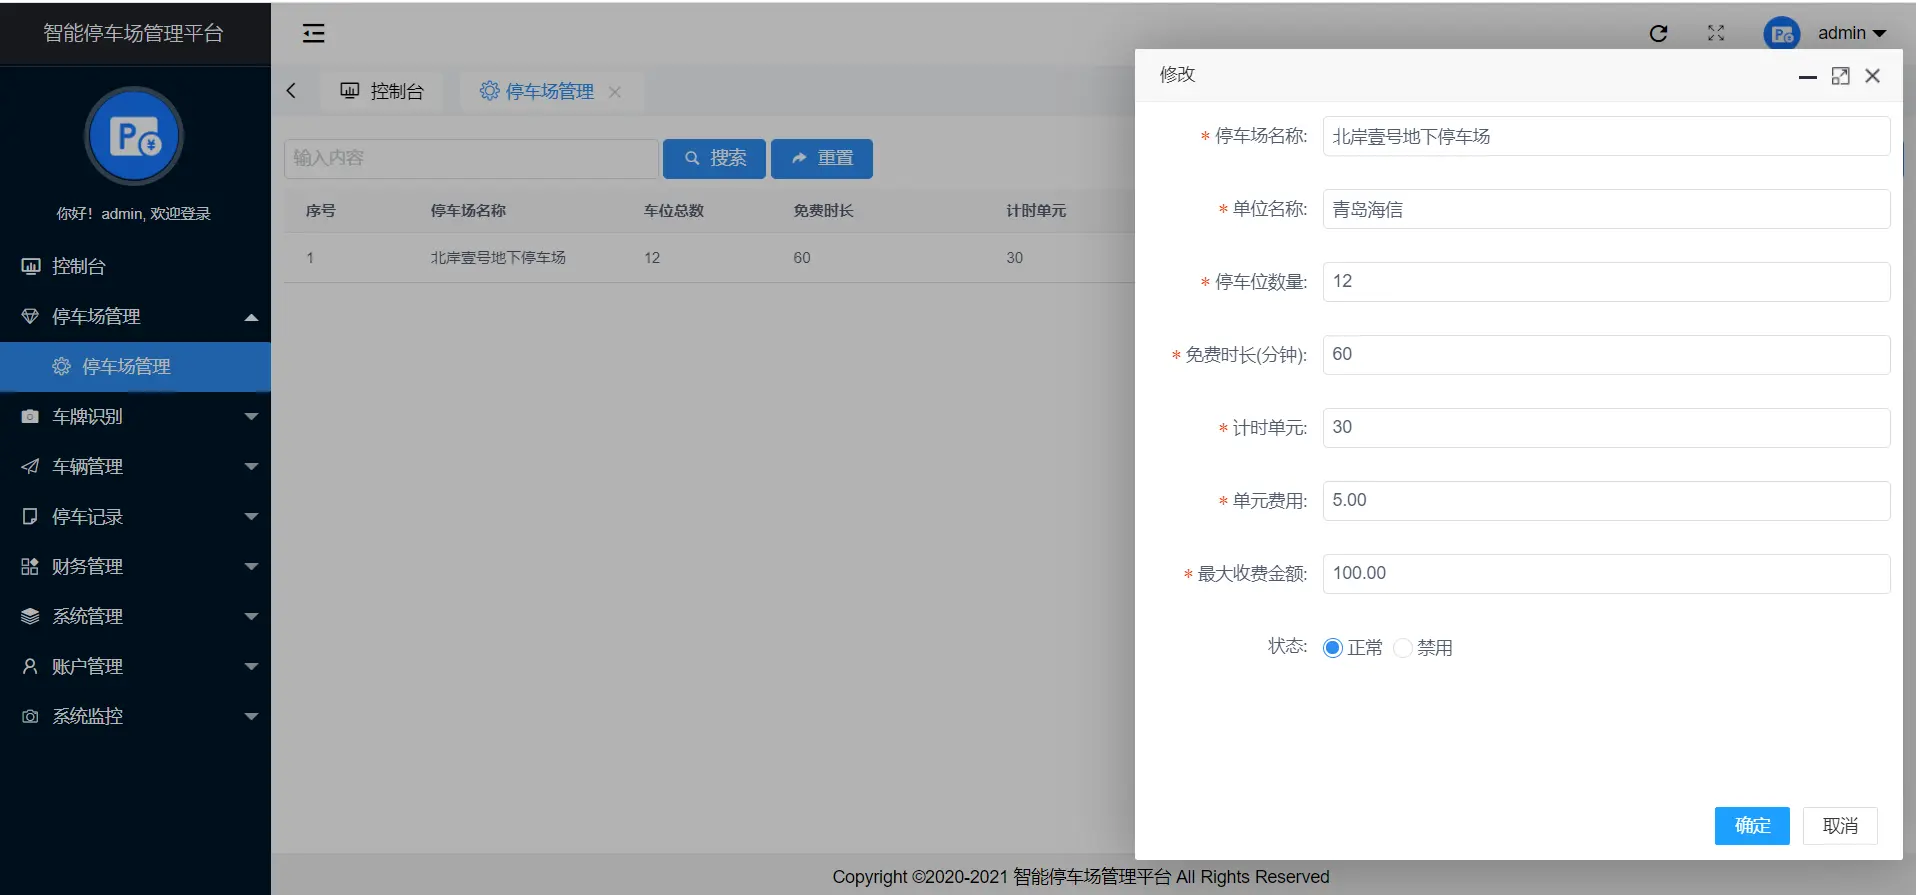 智能停车场管理平台
admin
你好！admin, 欢迎登录
控制台
停车场管理
停车场管理
车牌识别
车辆管理
停车记录
财务管理
系统管理
账户管理
系统监控
控制台
停车场管理
输入内容
搜索
重置
序号 停车场名称 车位总数 免费时长 计时单元
1 北岸壹号地下停车场 12 60 30
修改
* 停车场名称: 北岸壹号地下停车场
* 单位名称: 青岛海信
* 停车位数量: 12
* 免费时长(分钟): 60
* 计时单元: 30
* 单元费用: 5.00
* 最大收费金额: 100.00
状态: 正常 禁用
确定 取消
Copyright ©2020-2021 智能停车场管理平台 All Rights Reserved